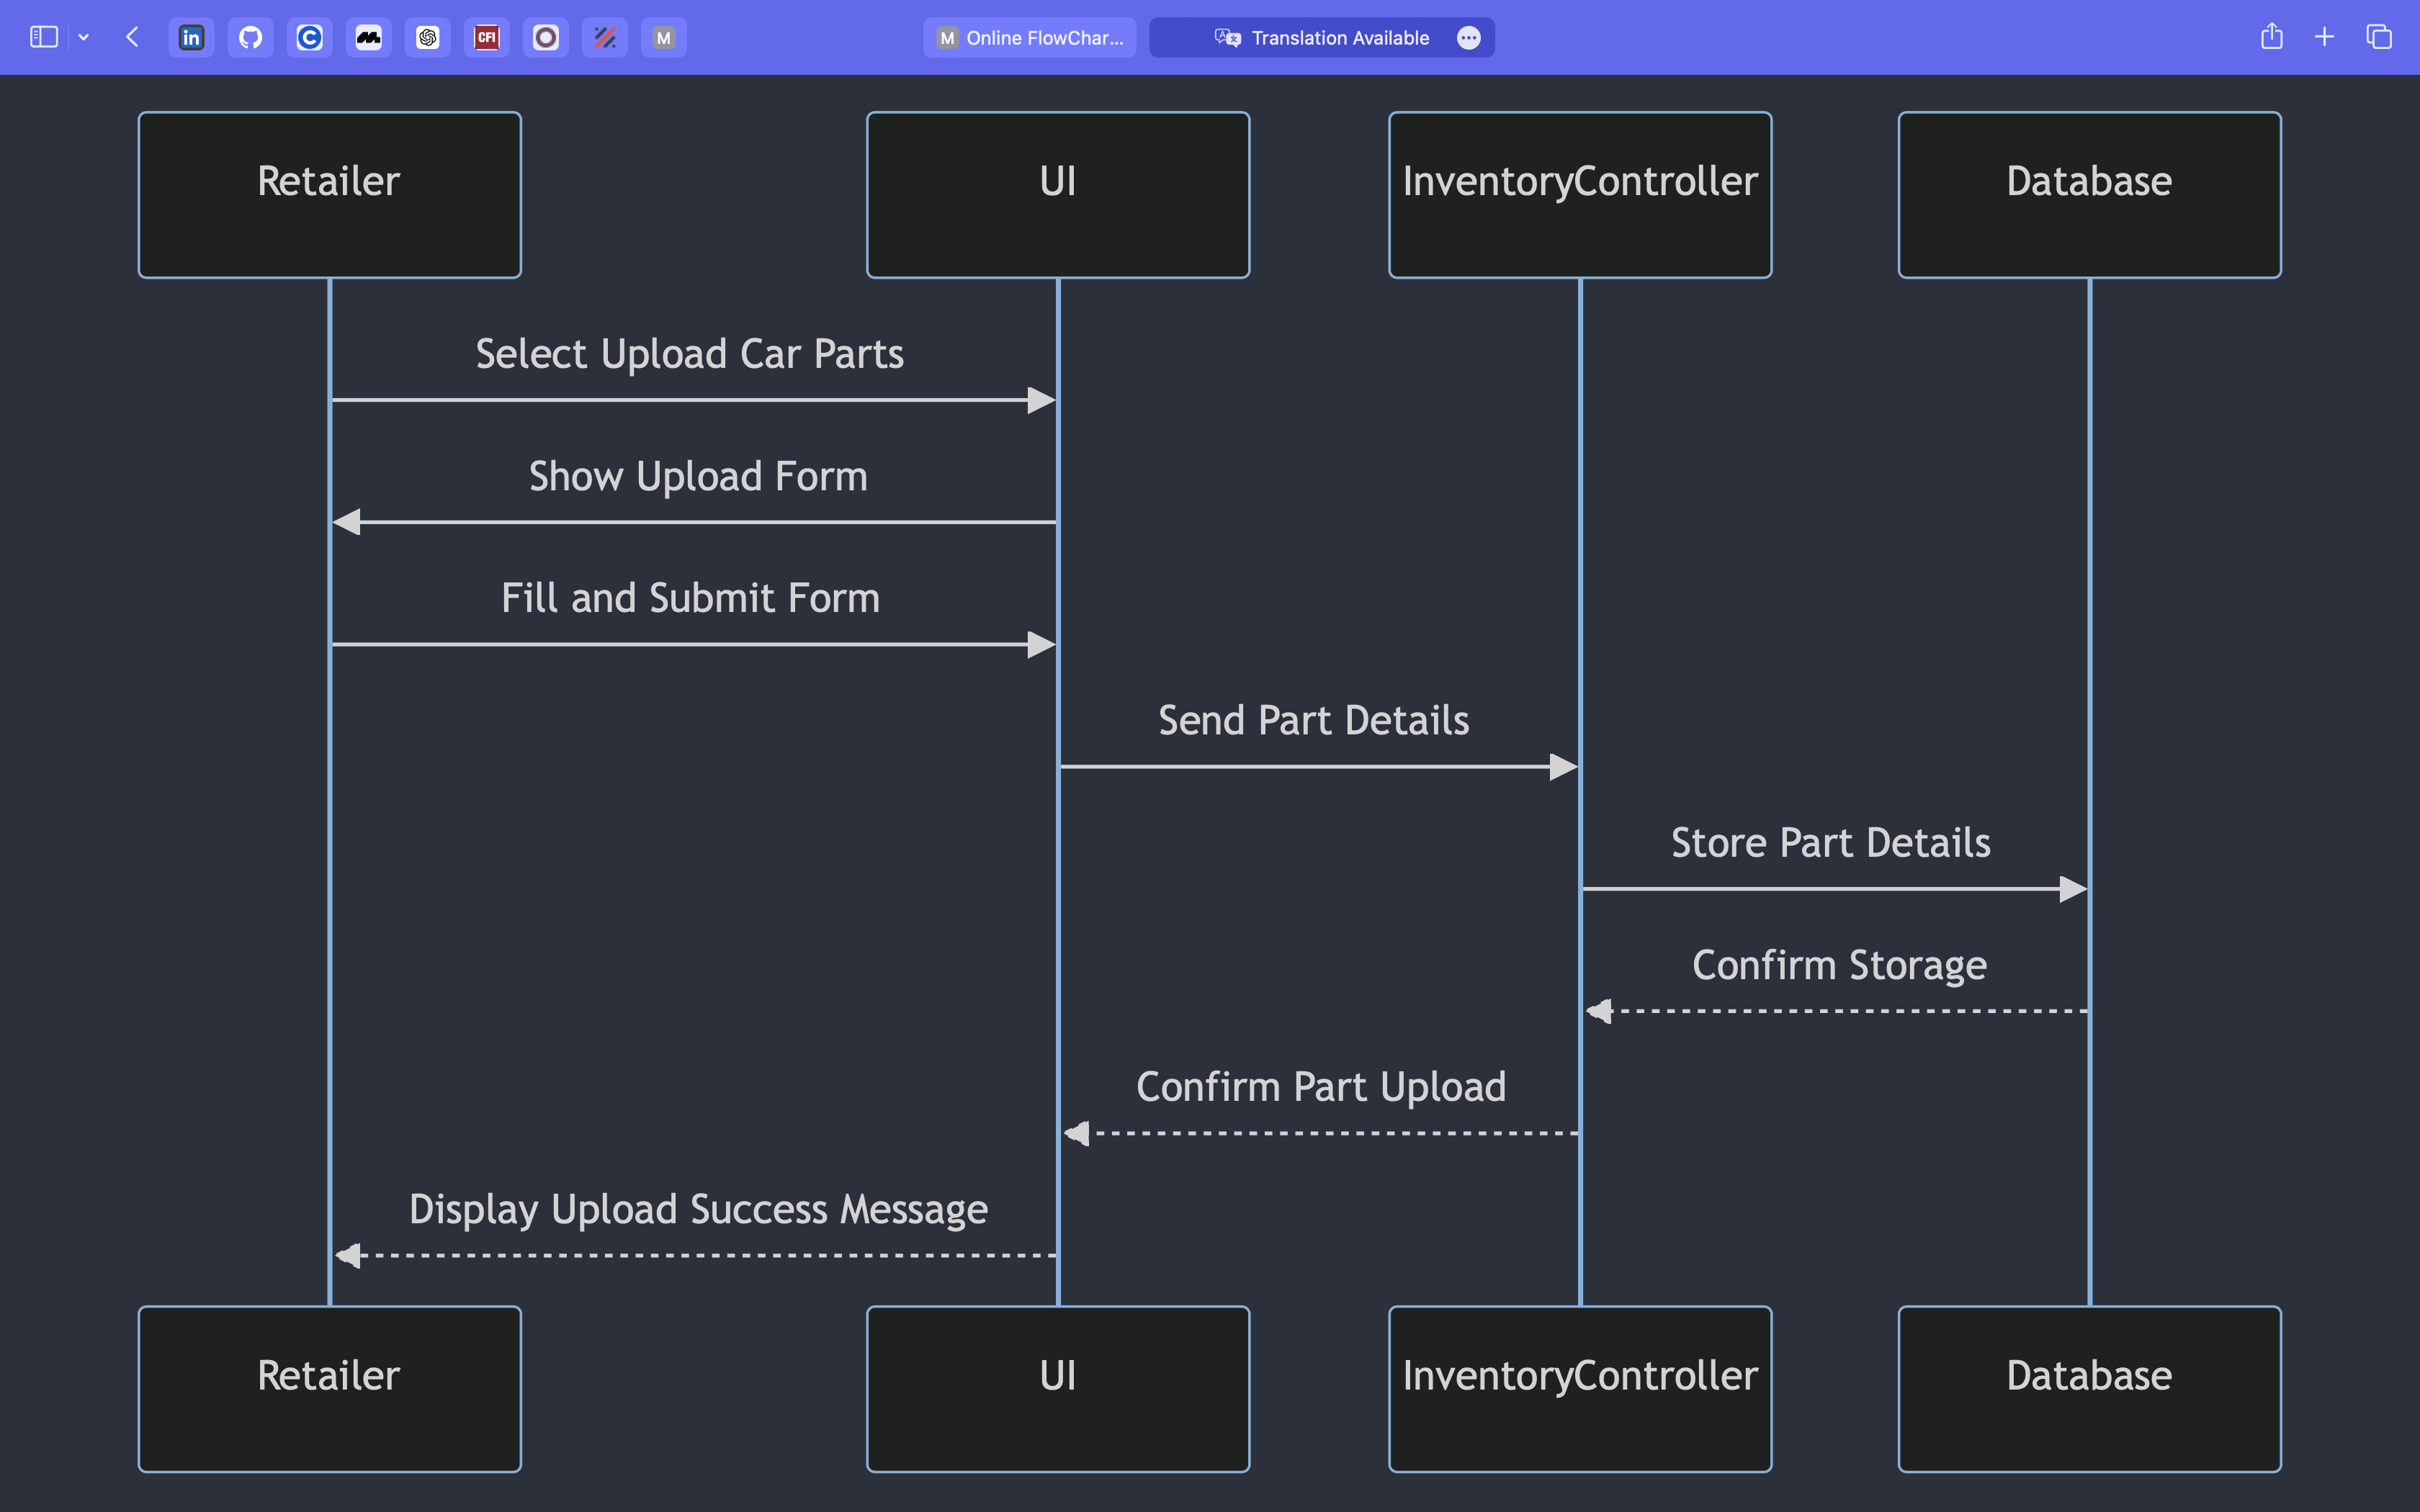 in
C
CFI
M
M Online FlowChar...
Translation Available
Retailer
UI
InventoryController
Database
Select Upload Car Parts
Show Upload Form
Fill and Submit Form
Send Part Details
Store Part Details
Confirm Storage
Confirm Part Upload
Display Upload Success Message
Retailer
UI
InventoryController
Database